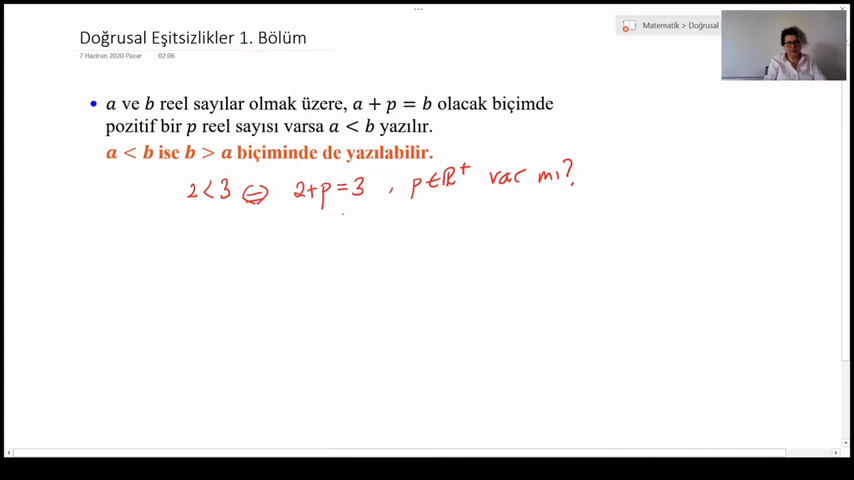 Matematik > Doğrusal
Doğrusal Eşitsizlikler 1. Bölüm
7 Haziran 2020 Pazar 02:06
• a ve b reel sayılar olmak üzere, a + p = b olacak biçimde
pozitif bir p reel sayısı varsa a < b yazılır.
a < b ise b > a biçiminde de yazılabilir.
2 < 3 ⇔ 2+p = 3 , p∈ℝ⁺ var mı?